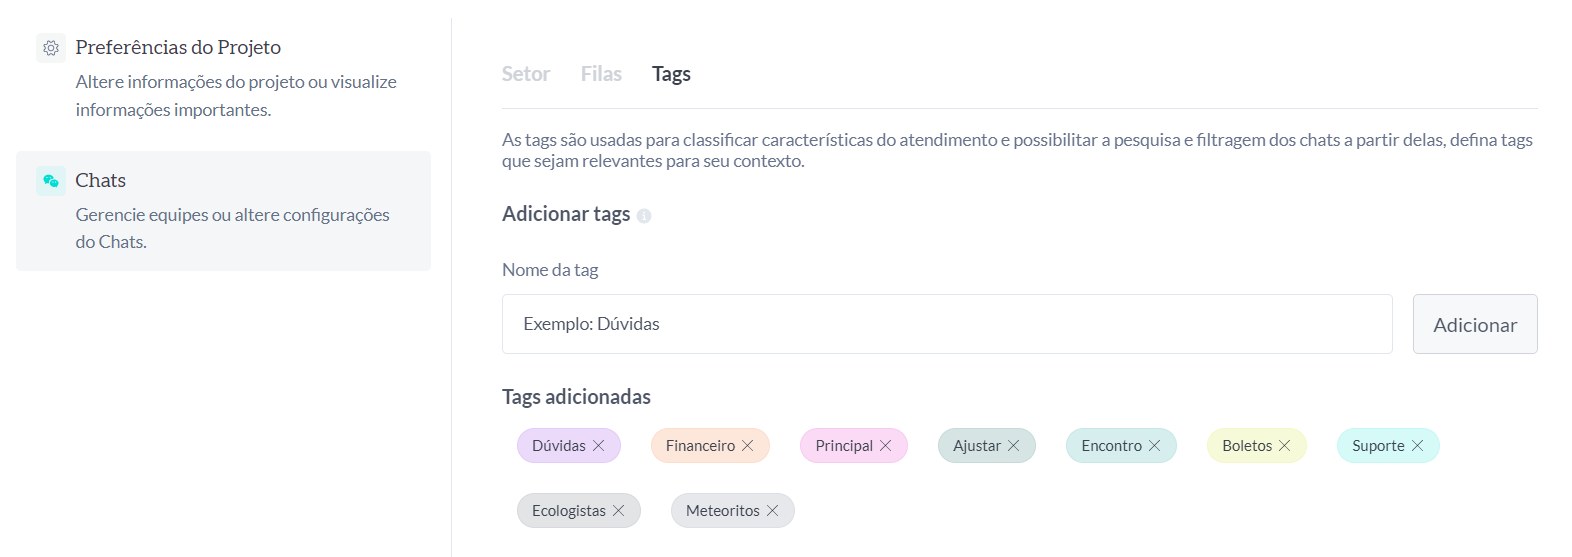 Preferências do Projeto
Altere informações do projeto ou visualize
informações importantes.
Chats
Gerencie equipes ou altere configurações
do Chats.
Setor Filas Tags
As tags são usadas para classificar características do atendimento e possibilitar a pesquisa e filtragem dos chats a partir delas, defina tags
que sejam relevantes para seu contexto.
Adicionar tags
Nome da tag
Exemplo: Dúvidas
Adicionar
Tags adicionadas
Dúvidas Financeiro Principal Ajustar Encontro Boletos Suporte
Ecologistas Meteoritos